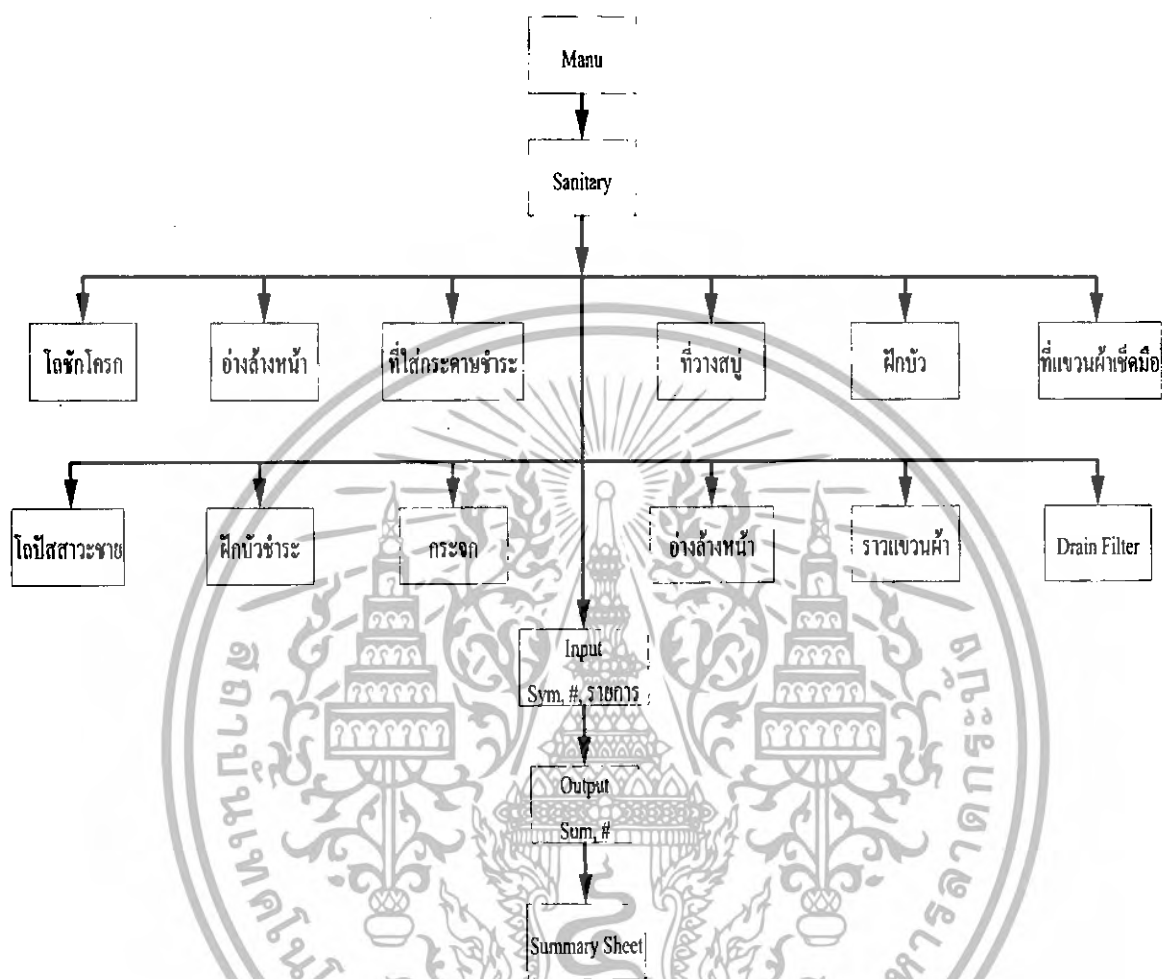 Manu
Sanitary
โถชักโครก
อ่างล้างหน้า
ที่ใส่กระดาษชำระ
ที่วางสบู่
ฝักบัว
ที่แขวนผ้าเช็ดมือ
โถปัสสาวะชาย
ฝักบัวชำระ
กระจก
อ่างล้างหน้า
ราวแขวนผ้า
Drain Filter
Input
Sym, #, รายการ
Output
Sum, #
Summary Sheet